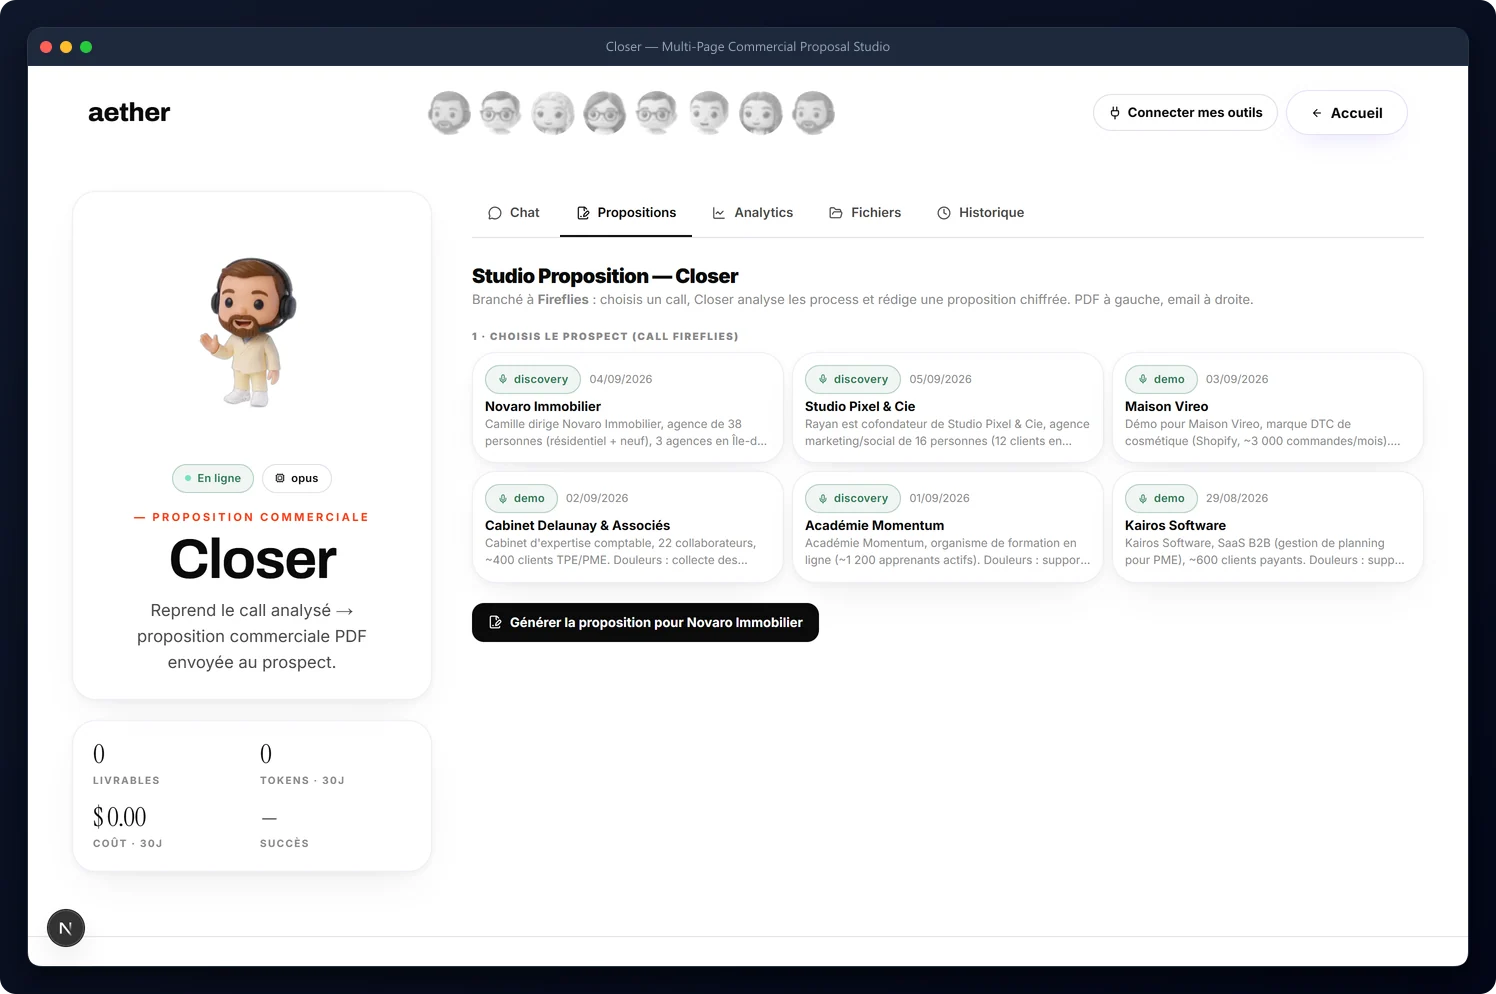 Closer — Multi-Page Commercial Proposal Studio
aether
Connecter mes outils
← Accueil
En ligne
opus
— PROPOSITION COMMERCIALE
Closer
Reprend le call analysé →
proposition commerciale PDF
envoyée au prospect.
0
LIVRABLES
0
TOKENS · 30J
$0.00
COÛT · 30J
—
SUCCÈS
N
Chat
Propositions
Analytics
Fichiers
Historique
Studio Proposition — Closer
Branché à Fireflies : choisis un call, Closer analyse les process et rédige une proposition chiffrée. PDF à gauche, email à droite.
1 · CHOISIS LE PROSPECT (CALL FIREFLIES)
discovery 04/09/2026
Novaro Immobilier
Camille dirige Novaro Immobilier, agence de 38
personnes (résidentiel + neuf), 3 agences en Île-d...
discovery 05/09/2026
Studio Pixel & Cie
Rayan est cofondateur de Studio Pixel & Cie, agence
marketing/social de 16 personnes (12 clients en...
demo 03/09/2026
Maison Vireo
Démo pour Maison Vireo, marque DTC de
cosmétique (Shopify, ~3 000 commandes/mois)....
demo 02/09/2026
Cabinet Delaunay & Associés
Cabinet d'expertise comptable, 22 collaborateurs,
~400 clients TPE/PME. Douleurs : collecte des...
discovery 01/09/2026
Académie Momentum
Académie Momentum, organisme de formation en
ligne (~1 200 apprenants actifs). Douleurs : suppor...
demo 29/08/2026
Kairos Software
Kairos Software, SaaS B2B (gestion de planning
pour PME), ~600 clients payants. Douleurs : supp...
Générer la proposition pour Novaro Immobilier